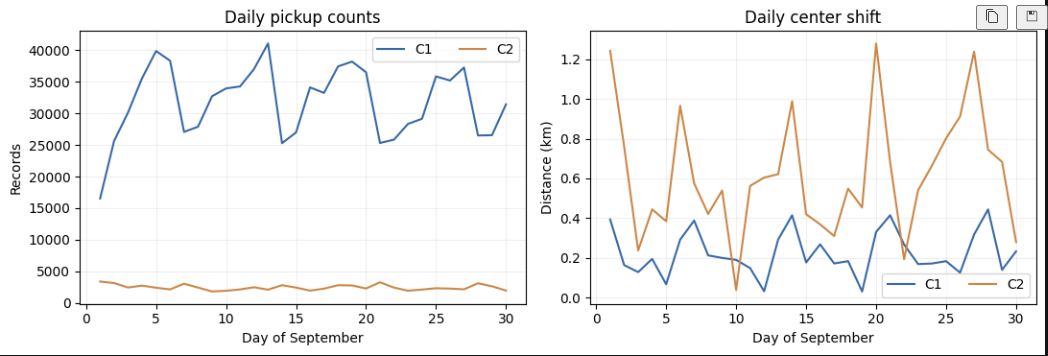 Daily pickup counts
40000
35000
30000
25000
20000
15000
10000
5000
0
Records
C1 C2
0 5 10 15 20 25 30
Day of September
Daily center shift
1.2
1.0
0.8
0.6
0.4
0.2
0.0
Distance (km)
C1 C2
0 5 10 15 20 25 30
Day of September